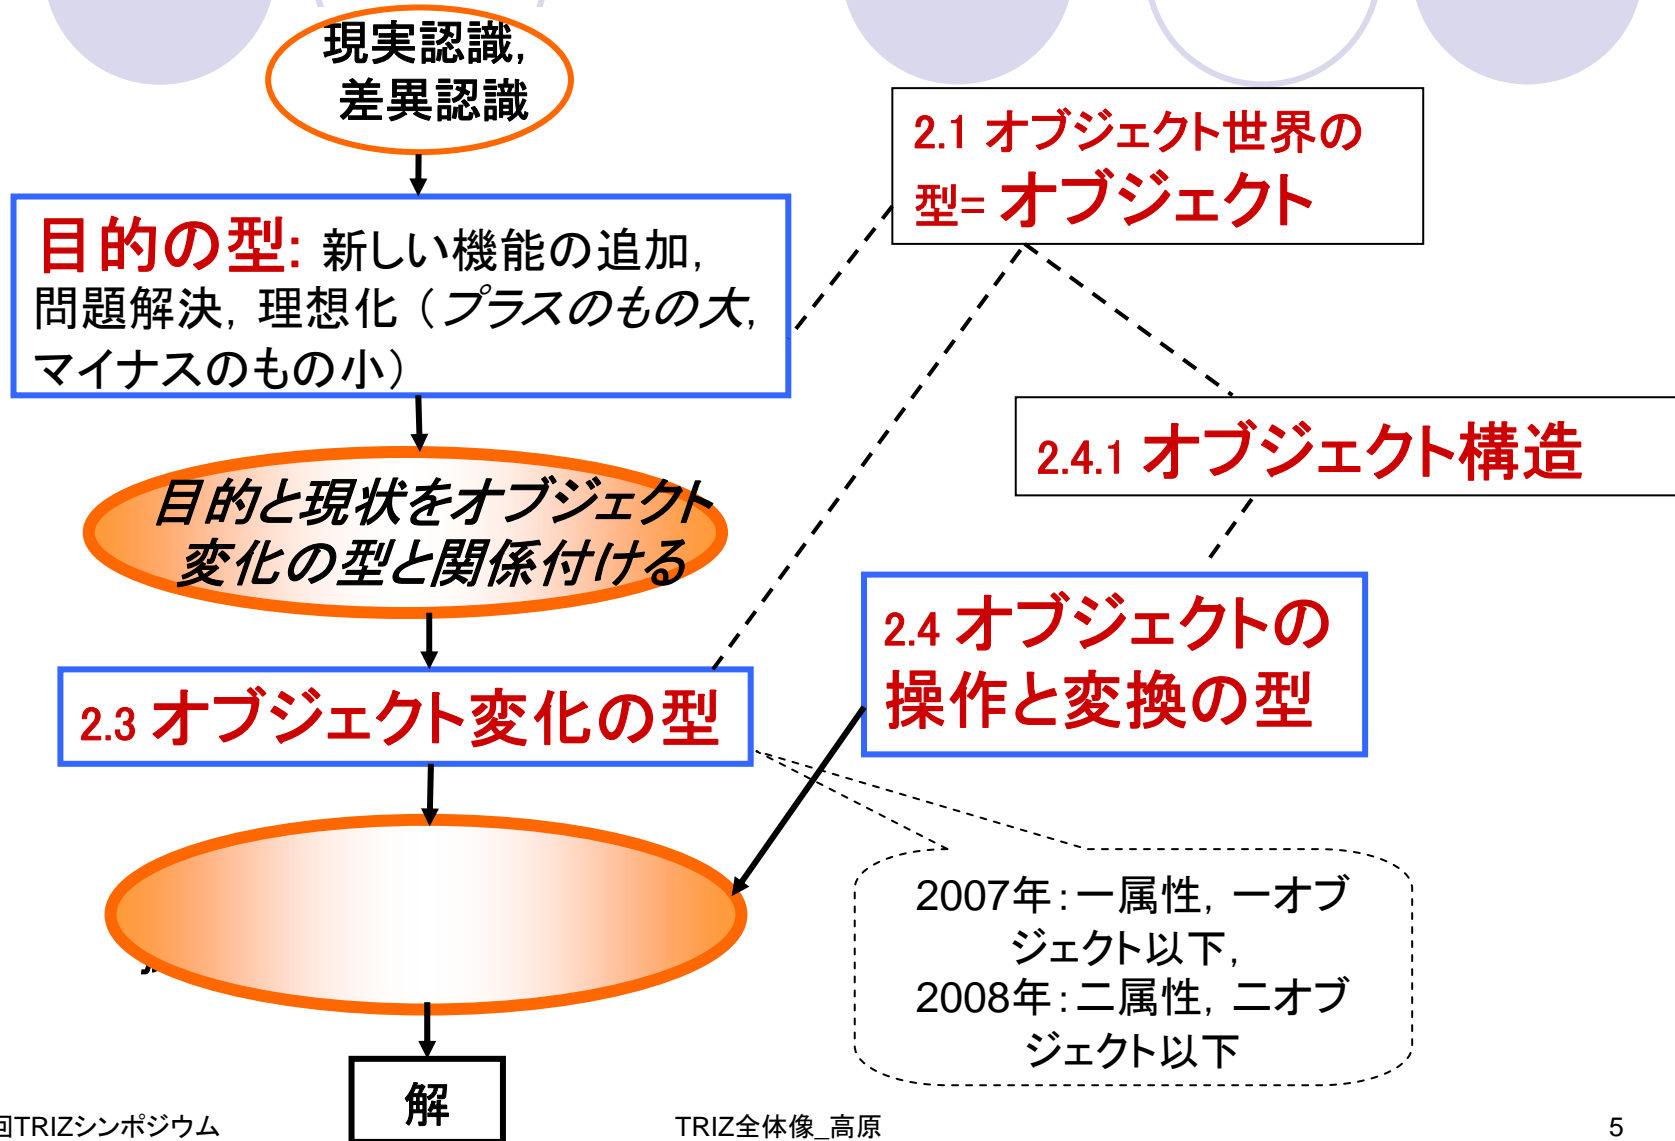 現実認識,
差異認識
2.1 オブジェクト世界の
型= オブジェクト
目的の型: 新しい機能の追加,
問題解決, 理想化 (プラスのもの大,
マイナスのもの小)
2.4.1 オブジェクト構造
目的と現状をオブジェクト
変化の型と関係付ける
2.4 オブジェクトの
操作と変換の型
2.3 オブジェクト変化の型
2007年:一属性, 一オブ
ジェクト以下,
2008年:二属性, 二オブ
ジェクト以下
解
回TRIZシンポジウム
TRIZ全体像_高原
5